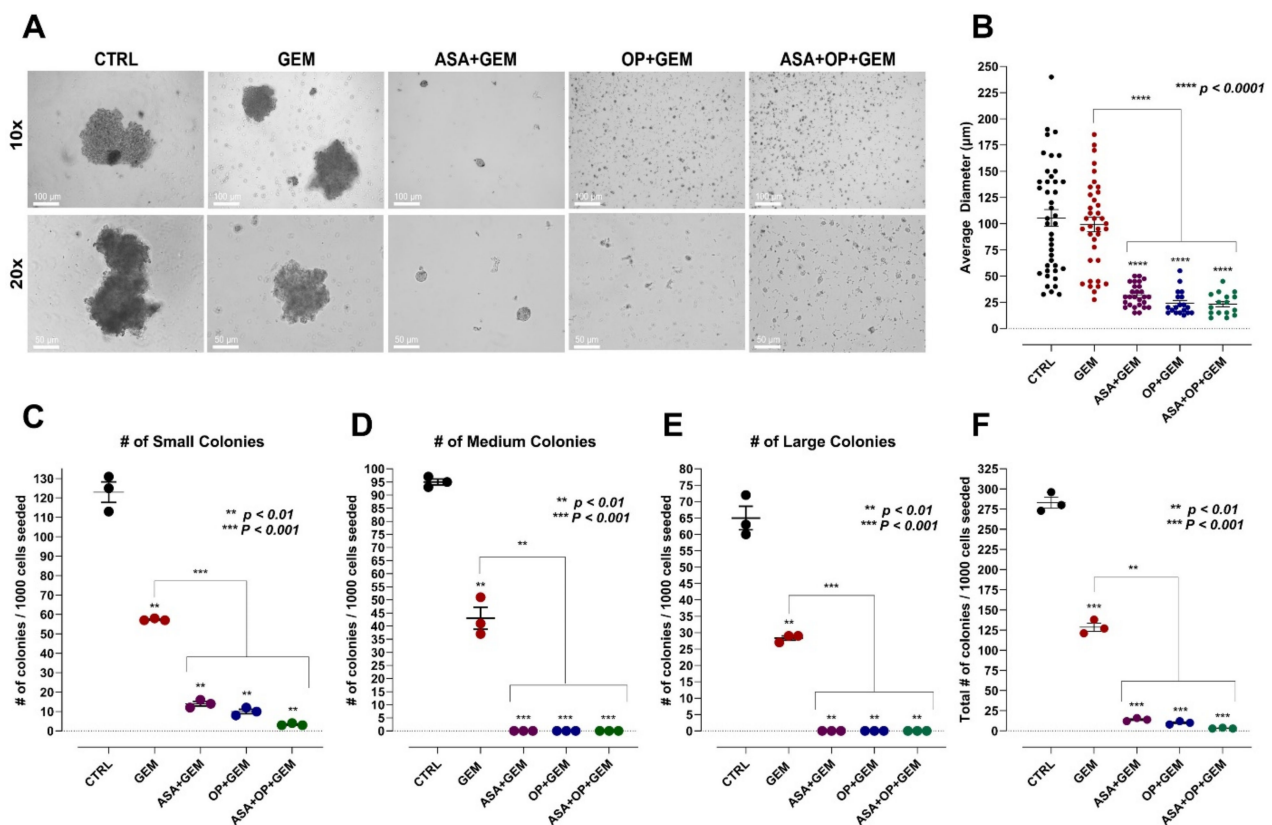 A
CTRL
GEM
ASA+GEM
OP+GEM
ASA+OP+GEM
10x
100 µm
100 µm
100 µm
100 µm
100 µm
20x
50 µm
50 µm
50 µm
50 µm
50 µm
B
Average Diameter (µm)
250
225
200
175
150
125
100
75
50
25
0
**** p < 0.0001
****
****
****
****
CTRL
GEM
ASA+GEM
OP+GEM
ASA+OP+GEM
C
# of Small Colonies
# of colonies / 1000 cells seeded
130
120
110
100
90
80
70
60
50
40
30
20
10
0
** p < 0.01
*** P < 0.001
***
**
**
**
**
CTRL
GEM
ASA+GEM
OP+GEM
ASA+OP+GEM
D
# of Medium Colonies
# of colonies / 1000 cells seeded
100
95
90
85
80
75
70
65
60
55
50
45
40
35
30
25
20
15
10
5
0
** p < 0.01
*** P < 0.001
**
**
***
***
***
CTRL
GEM
ASA+GEM
OP+GEM
ASA+OP+GEM
E
# of Large Colonies
# of colonies / 1000 cells seeded
80
75
70
65
60
55
50
45
40
35
30
25
20
15
10
5
0
** p < 0.01
*** P < 0.001
***
**
**
**
**
CTRL
GEM
ASA+GEM
OP+GEM
ASA+OP+GEM
F
Total # of colonies / 1000 cells seeded
325
300
275
250
225
200
175
150
125
100
75
50
25
0
** p < 0.01
*** P < 0.001
**
***
***
***
***
CTRL
GEM
ASA+GEM
OP+GEM
ASA+OP+GEM